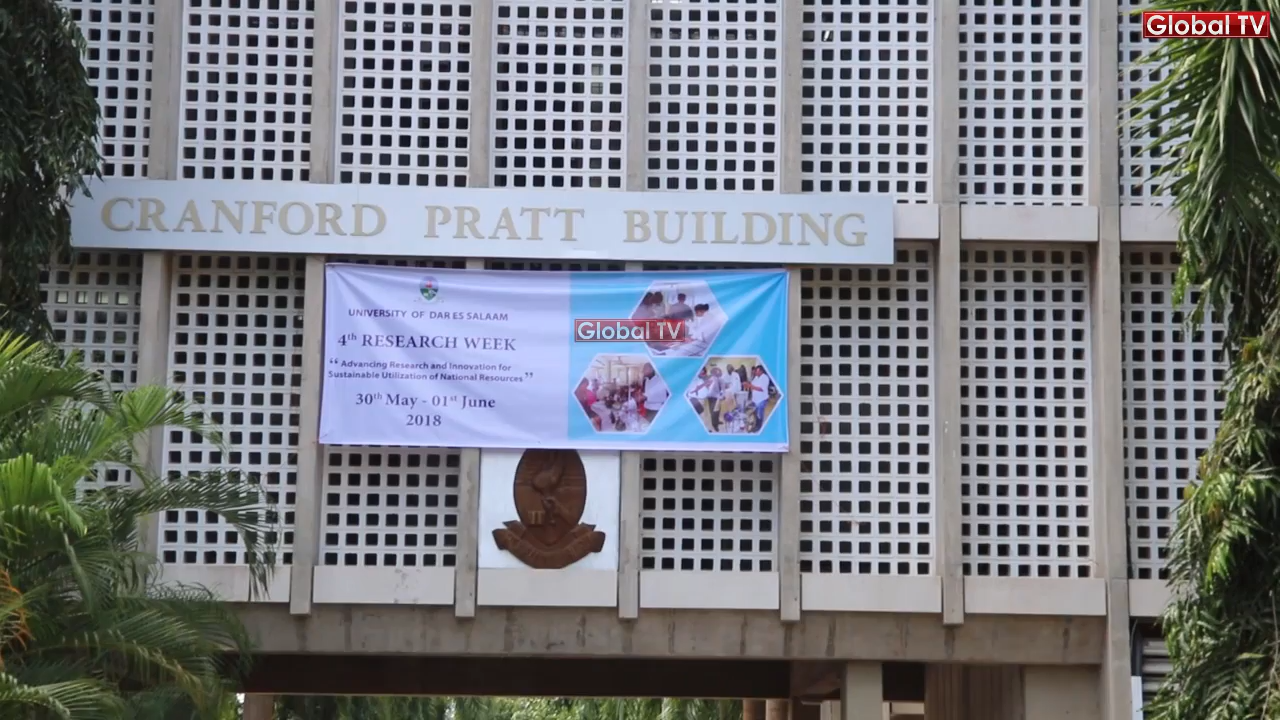 Global TV
CRANFORD PRATT BUILDING
UNIVERSITY OF DAR ES SALAAM
4th RESEARCH WEEK
“Advancing Research and Innovation for
Sustainable Utilization of National Resources”
30th May - 01st June
2018
Global TV